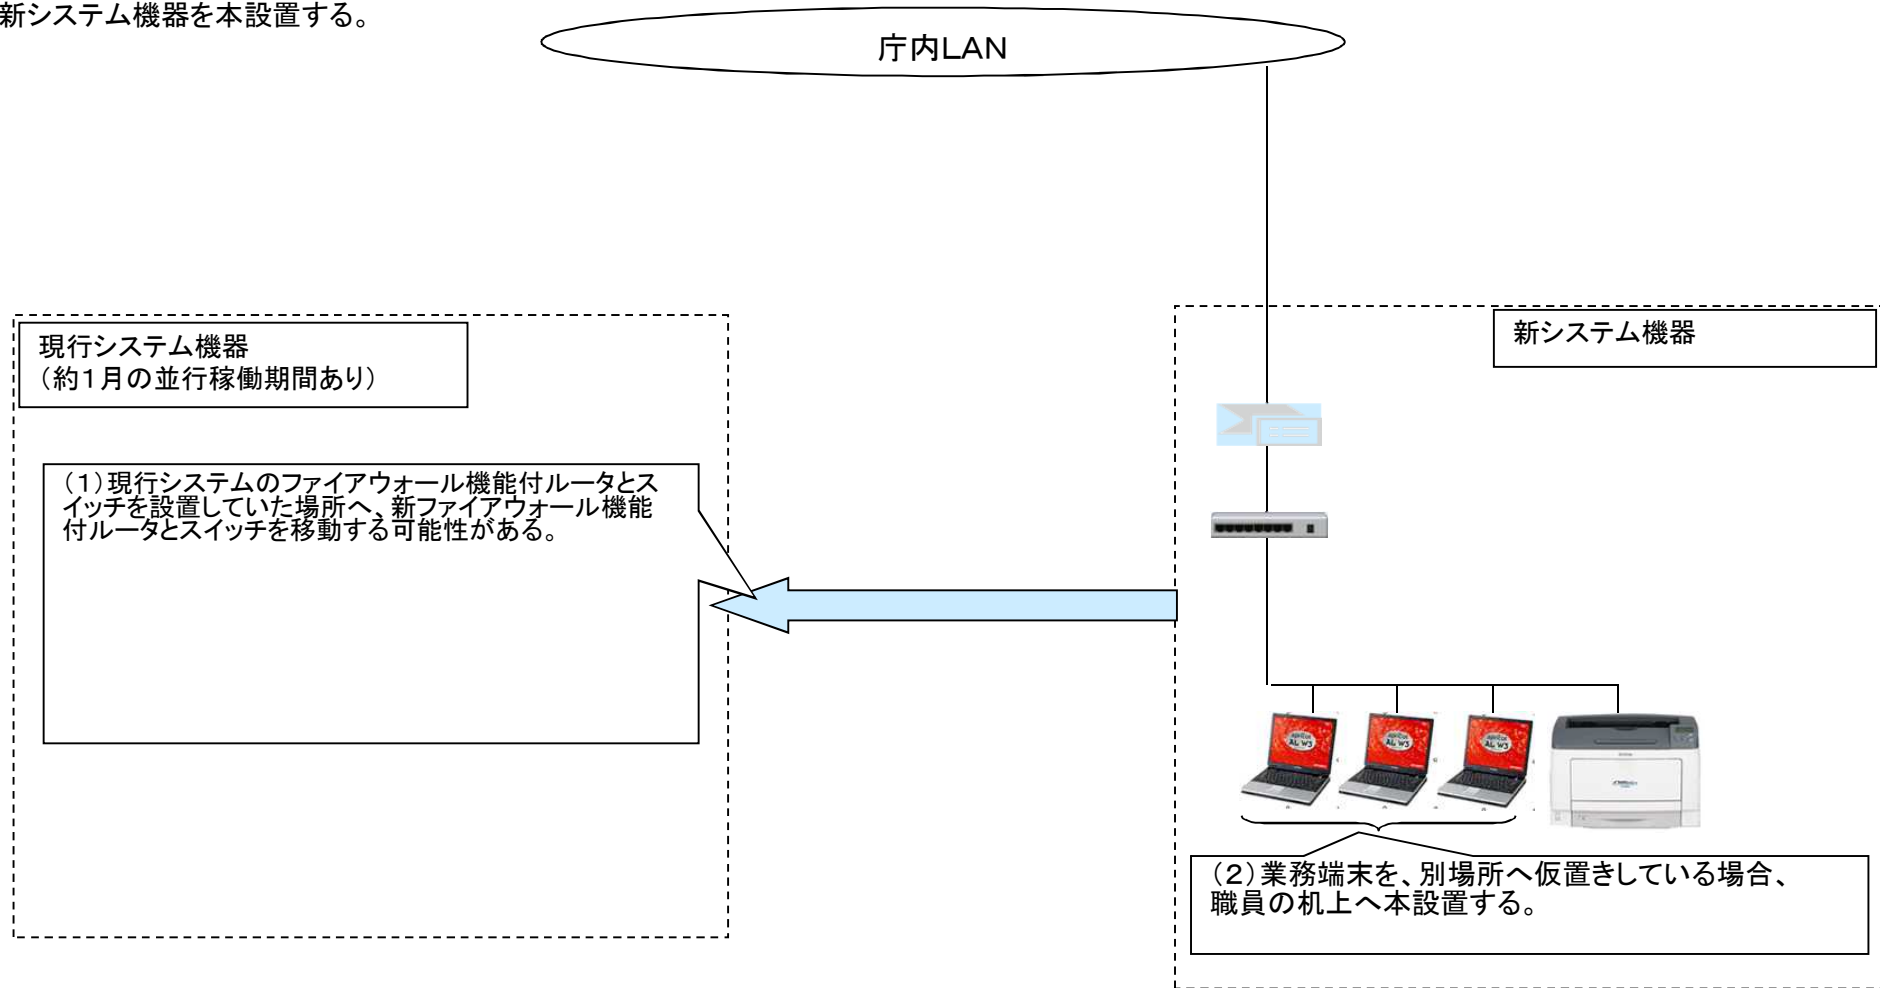 新システム機器を本設置する。
庁内LAN
現行システム機器
（約１月の並行稼働期間あり）
新システム機器
（１）現行システムのファイアウォール機能付ルータとス
イッチを設置していた場所へ、新ファイアウォール機能
付ルータとスイッチを移動する可能性がある。
（２）業務端末を、別場所へ仮置きしている場合、
職員の机上へ本設置する。